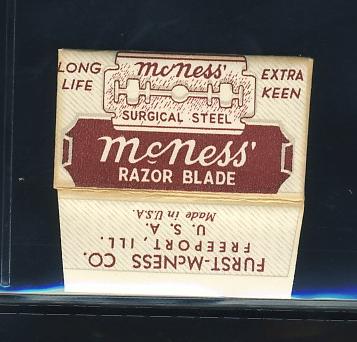 LONG LIFE
McNess'
EXTRA KEEN
SURGICAL STEEL
McNess'
RAZOR BLADE
FURST-McNESS CO.
FREEPORT, ILL.
U. S. A.
Made in U.S.A.